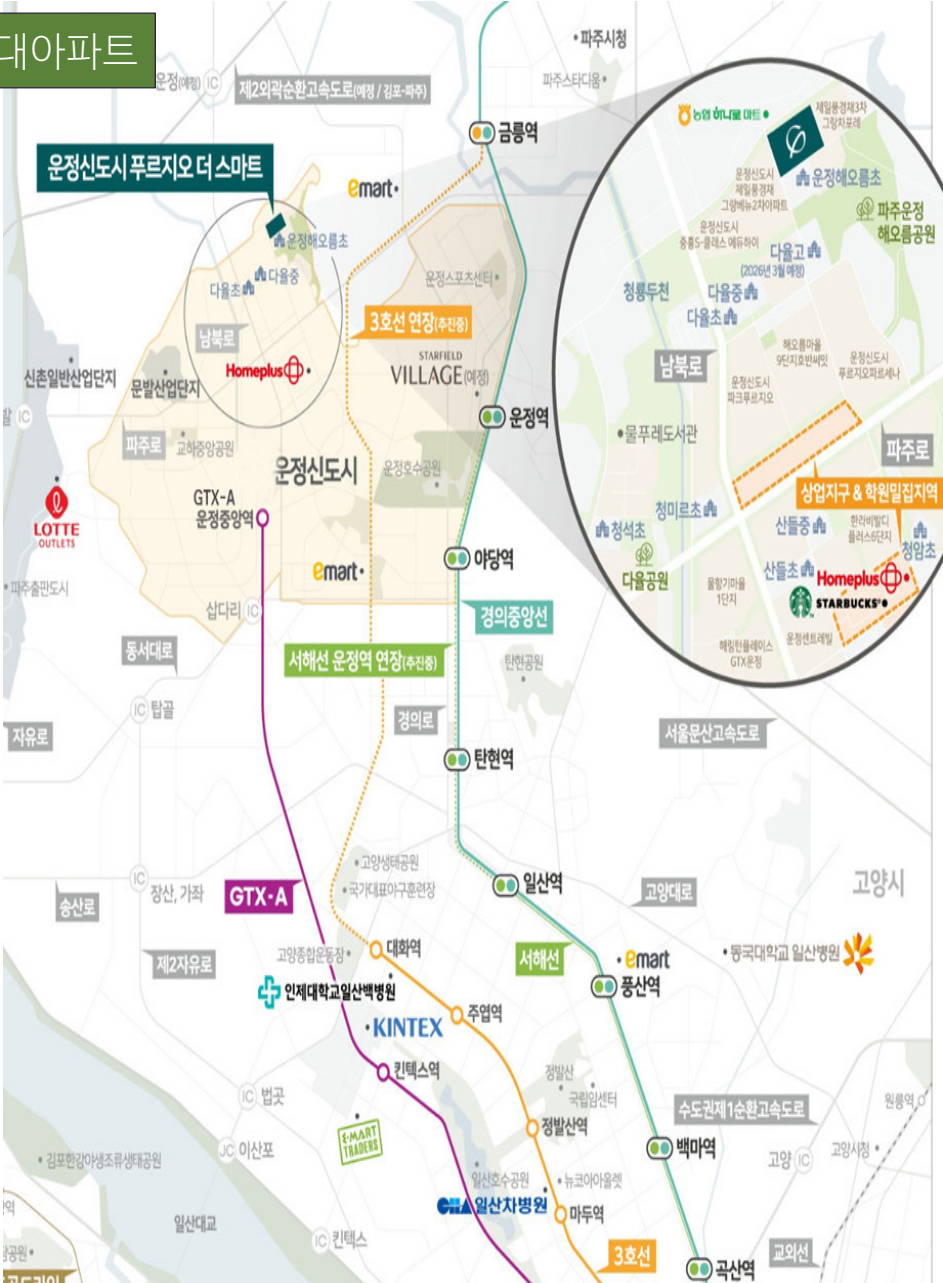 대아파트
운정(예정) IC
제2외곽순환고속도로(예정 / 김포-파주)
파주시청
파주스타디움
금릉역
운정신도시 푸르지오 더 스마트
emart
운정해오름초
다율중
다율초
남북로
Homeplus
3호선 연장(추진중)
운정스포츠센터
STARFIELD
VILLAGE(예정)
신촌일반산업단지
문발산업단지
IC
운정역
파주로
교하중앙공원
운정신도시
운정호수공원
GTX-A
운정중앙역
LOTTE
OUTLETS
파주출판도시
emart
야당역
삽다리 IC
경의중앙선
동서대로
서해선 운정역 연장(추진중)
탄현공원
IC 탑골
경의로
자유로
서울문산고속도로
탄현역
농협 하나로마트
제일풍경채3차
그랑차포레
운정신도시
제일풍경채
그랑베뉴2차아파트
운정해오름초
파주운정
해오름공원
운정신도시
중흥S-클래스 에듀하이
다율고
(2026년 3월 예정)
청룡두천
다율중
다율초
남북로
해오름마을
9단지호반써밋
운정신도시
파크푸르지오
운정신도시
푸르지오파르세나
물푸레도서관
파주로
상업지구 & 학원밀집지역
청미르초
청석초
산들중
한라비발디
플러스6단지
청암초
다율공원
산들초
Homeplus
STARBUCKS
물향기마을
1단지
해링턴플레이스
GTX운정
운정센트레빌
고양생태공원
국가대표야구훈련장
일산역
고양시
IC 장산, 가좌
GTX-A
고양대로
송산로
대화역
고양종합운동장
서해선
emart
동국대학교 일산병원
제2자유로
풍산역
인제대학교일산백병원
주엽역
KINTEX
킨텍스역
정발산
국립암센터
IC 법곳
수도권제1순환고속도로
원릉역
E·MART
TRADERS
정발산역
백마역
JC 이산포
고양 IC
고양시청
김포한강야생조류생태공원
일산호수공원
뉴코아아울렛
CHA 일산차병원
마두역
일산대교
IC 킨텍스
3호선
교외선
곡산역